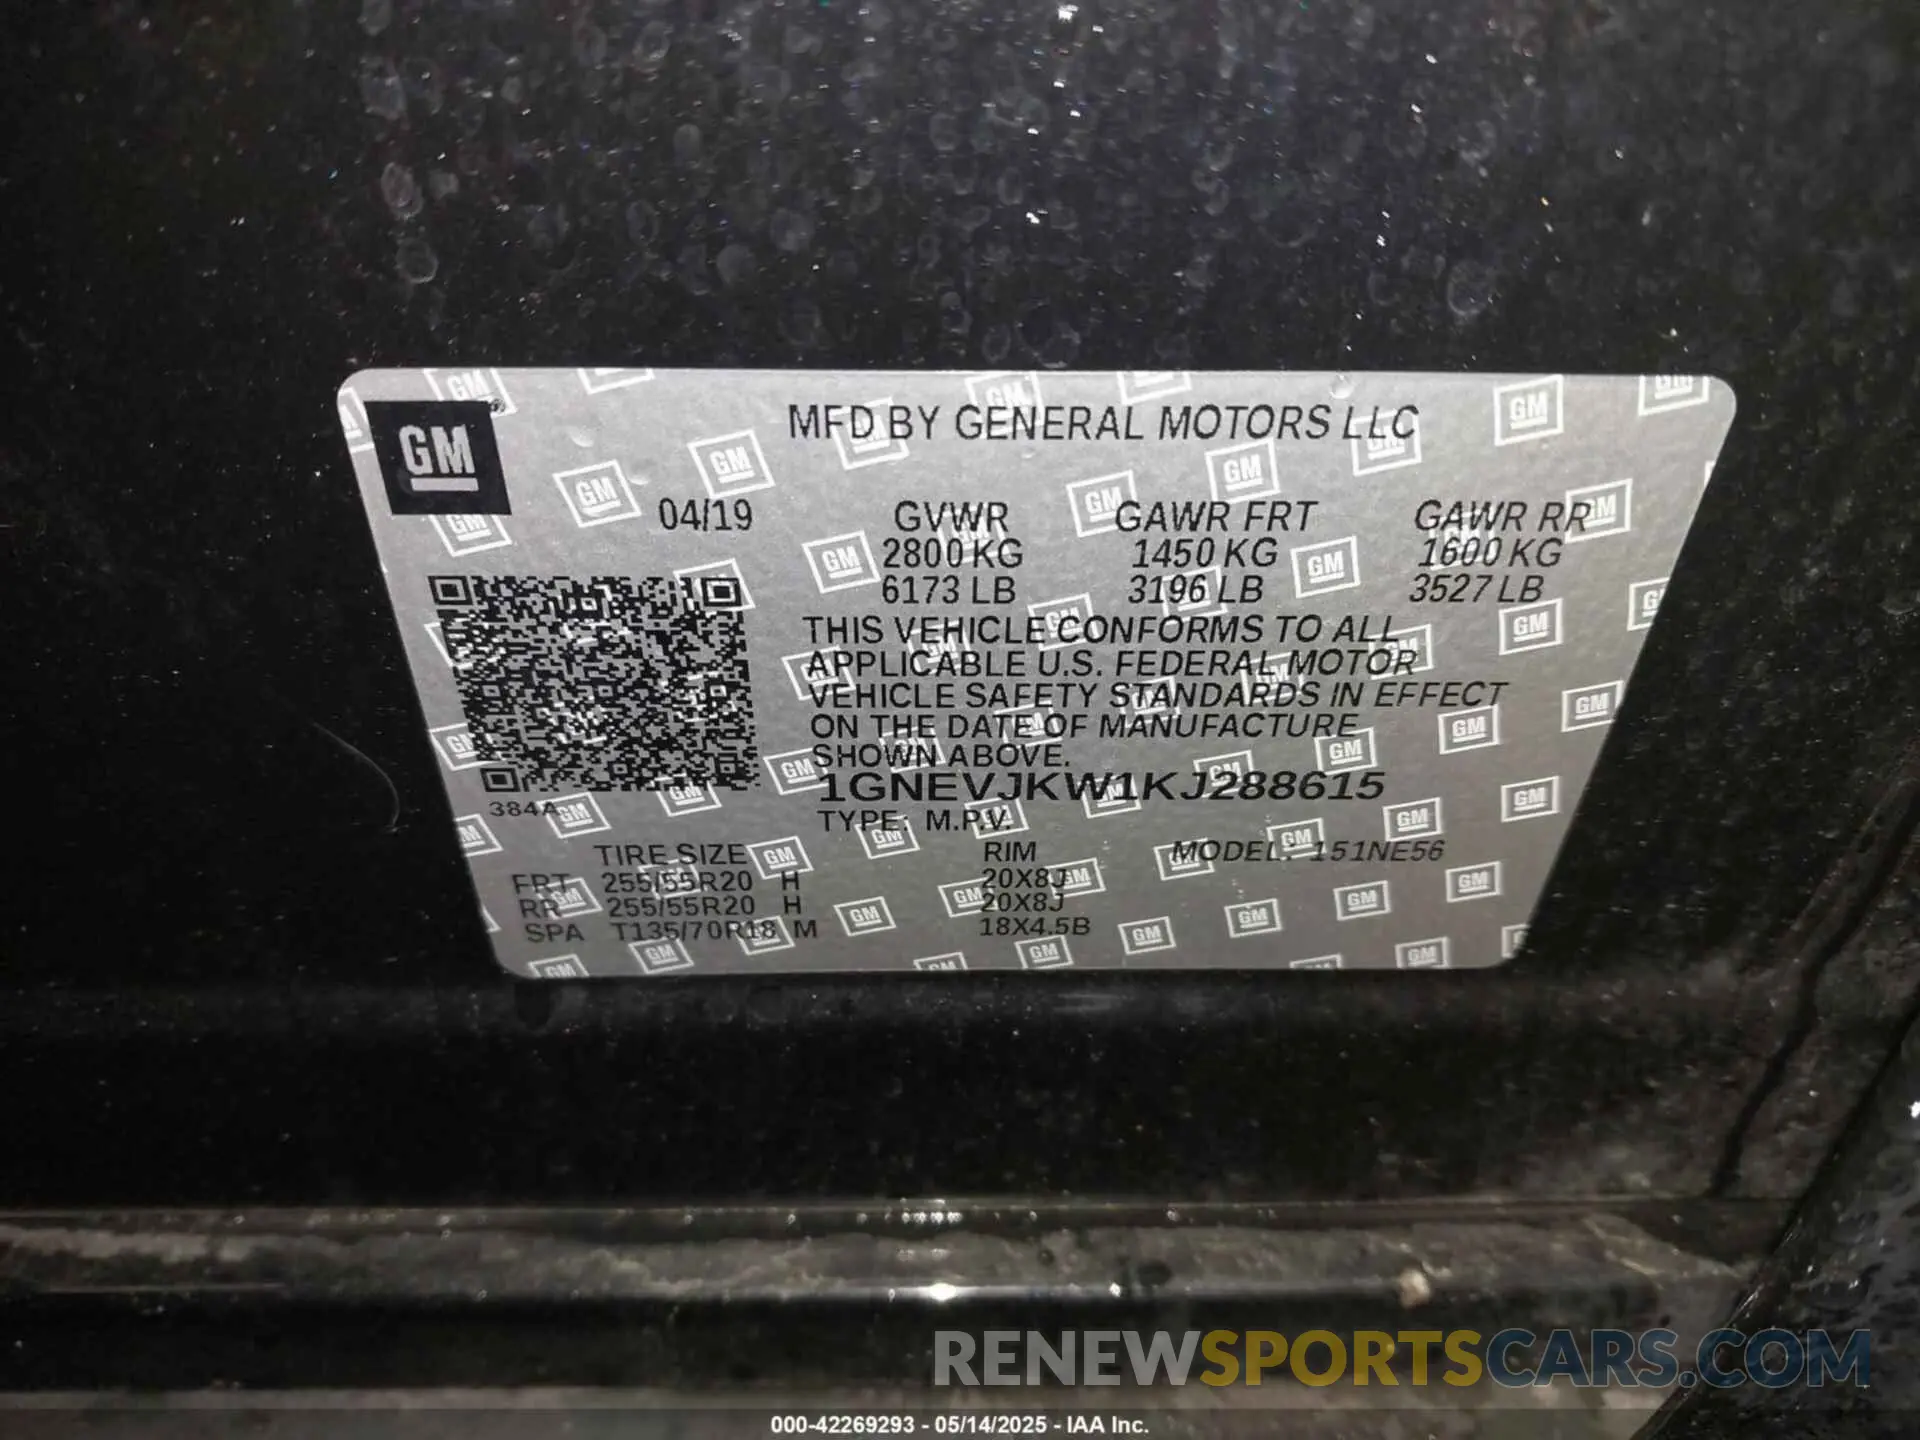 GM
MFD BY GENERAL MOTORS LLC
04/19 GVWR GAWR FRT GAWR RR
2800 KG 1450 KG 1600 KG
6173 LB 3196 LB 3527 LB
THIS VEHICLE CONFORMS TO ALL
APPLICABLE U.S. FEDERAL MOTOR
VEHICLE SAFETY STANDARDS IN EFFECT
ON THE DATE OF MANUFACTURE
SHOWN ABOVE.
1GNEVJKW1KJ288615
384A
TYPE: M.P.V.
TIRE SIZE RIM MODEL: 151NE56
FRT 255/55R20 H 20X8J
RR 255/55R20 H 20X8J
SPA T135/70R18 M 18X4.5B
RENEWSPORTSCARS.COM
000-42269293 - 05/14/2025 - IAA Inc.